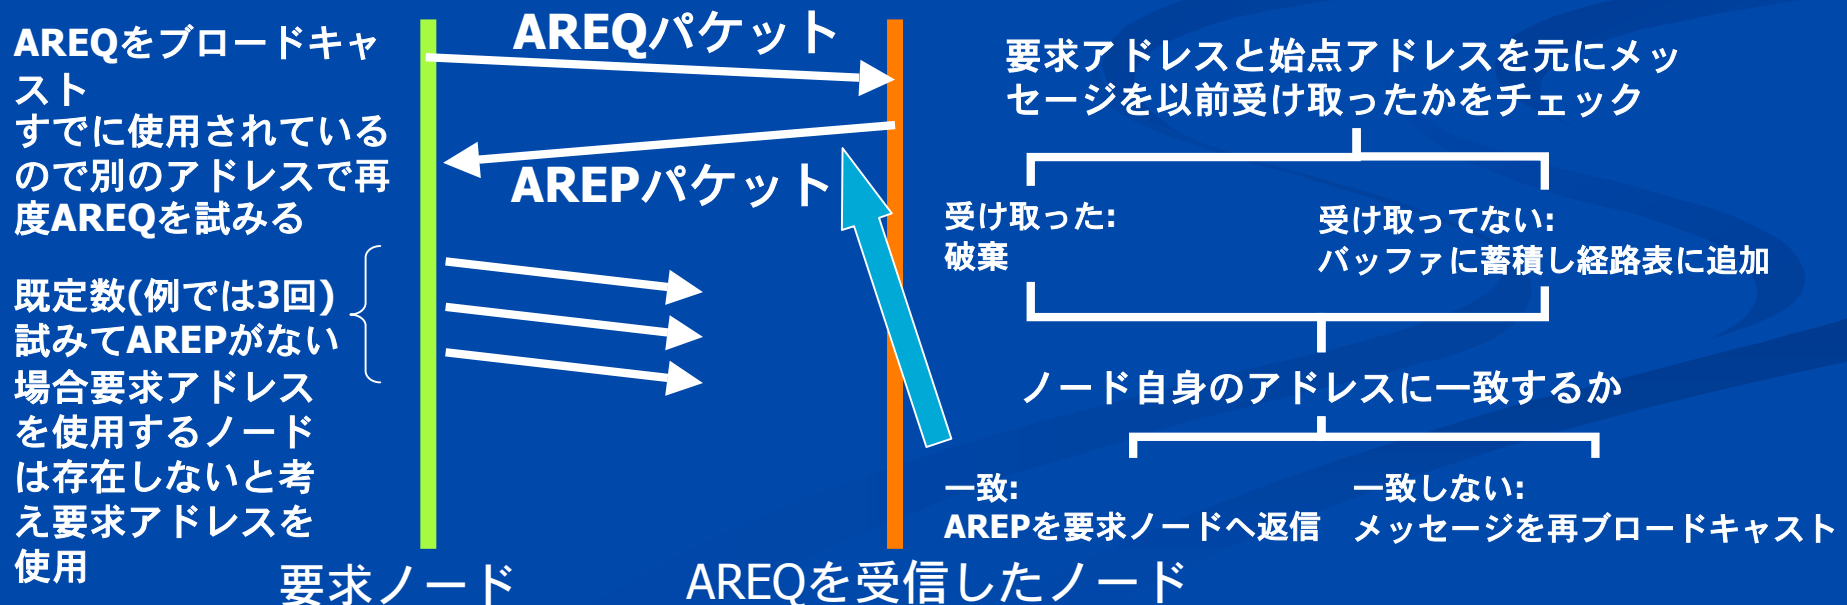 AREQをブロードキャ
スト
すでに使用されている
ので別のアドレスで再
度AREQを試みる
既定数(例では3回)
試みてAREPがない
場合要求アドレス
を使用するノード
は存在しないと考
え要求アドレスを
使用
AREQパケット
AREPパケット
要求ノード
AREQを受信したノード
要求アドレスと始点アドレスを元にメッ
セージを以前受け取ったかをチェック
受け取った:
破棄
受け取ってない:
バッファに蓄積し経路表に追加
ノード自身のアドレスに一致するか
一致:
AREPを要求ノードへ返信
一致しない:
メッセージを再ブロードキャスト